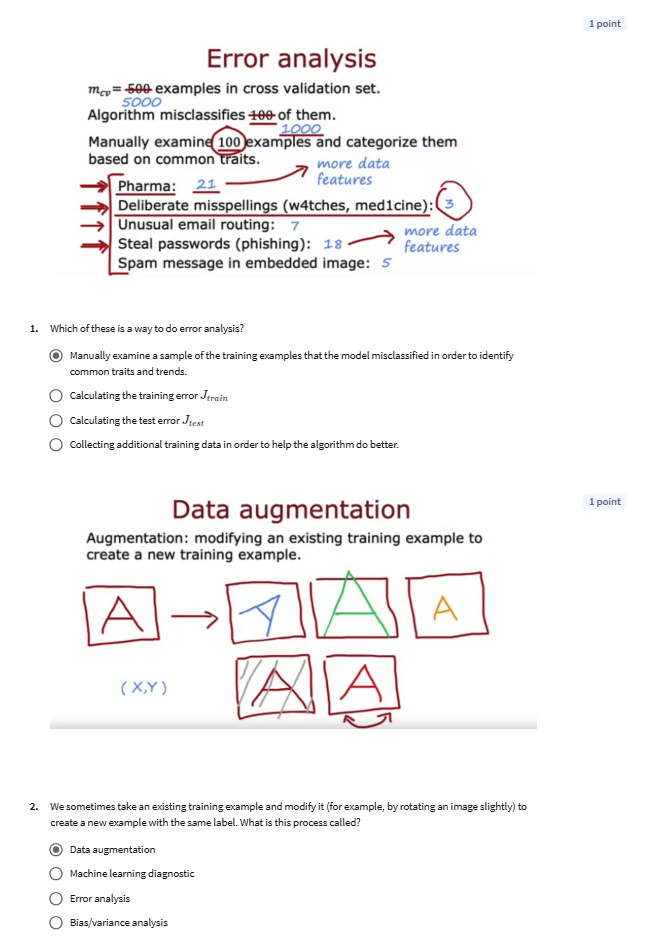 1 point
Error analysis
m_cv = 500 examples in cross validation set.
5000
Algorithm misclassifies 100 of them.
1000
Manually examine 100 examples and categorize them
based on common traits.
more data
features
Pharma: 21
Deliberate misspellings (w4tches, med1cine): 3
Unusual email routing: 7
more data
features
Steal passwords (phishing): 18
Spam message in embedded image: 5
1. Which of these is a way to do error analysis?
Manually examine a sample of the training examples that the model misclassified in order to identify
common traits and trends.
Calculating the training error J_train
Calculating the test error J_test
Collecting additional training data in order to help the algorithm do better.
1 point
Data augmentation
Augmentation: modifying an existing training example to
create a new training example.
A → A A A
(X,Y) A A
2. We sometimes take an existing training example and modify it (for example, by rotating an image slightly) to
create a new example with the same label. What is this process called?
Data augmentation
Machine learning diagnostic
Error analysis
Bias/variance analysis